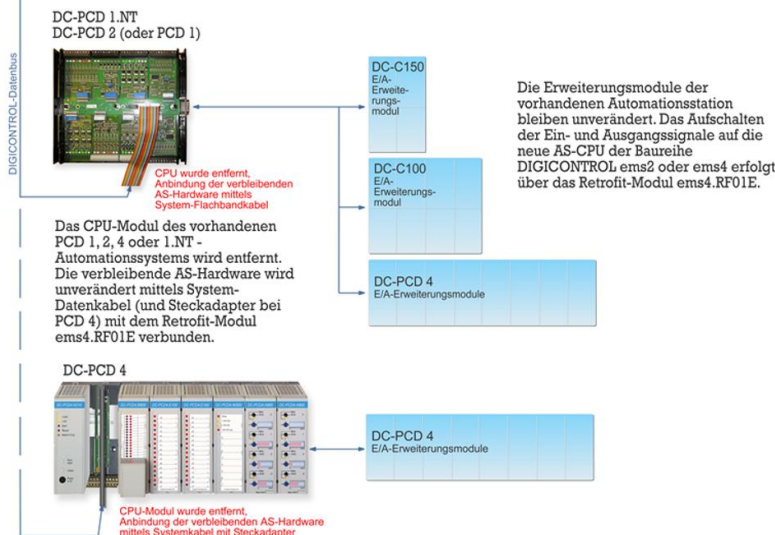 DC-PCD 1.NT
DC-PCD 2 (oder PCD 1)
DIGICONTROL-Datenbus
CPU wurde entfernt,
Anbindung der verbleibenden
AS-Hardware mittels
System-Flachbandkabel
DC-C150
E/A-
Erweite-
rungs-
modul
DC-C100
E/A-
Erweiterungs-
modul
DC-PCD 4
E/A-Erweiterungsmodule
Die Erweiterungsmodule der
vorhandenen Automationsstation
bleiben unverändert. Das Aufschalten
der Ein- und Ausgangssignale auf die
neue AS-CPU der Baureihe
DIGICONTROL ems2 oder ems4 erfolgt
über das Retrofit-Modul ems4.RF01E.
Das CPU-Modul des vorhandenen
PCD 1, 2, 4 oder 1.NT -
Automationssystems wird entfernt.
Die verbleibende AS-Hardware wird
unverändert mittels System-
Datenkabel (und Steckadapter bei
PCD 4) mit dem Retrofit-Modul
ems4.RF01E verbunden.
DC-PCD 4
DC-PCD 4
E/A-Erweiterungsmodule
CPU-Modul wurde entfernt,
Anbindung der verbleibenden AS-Hardware
mittels Systemkabel mit Steckadapter